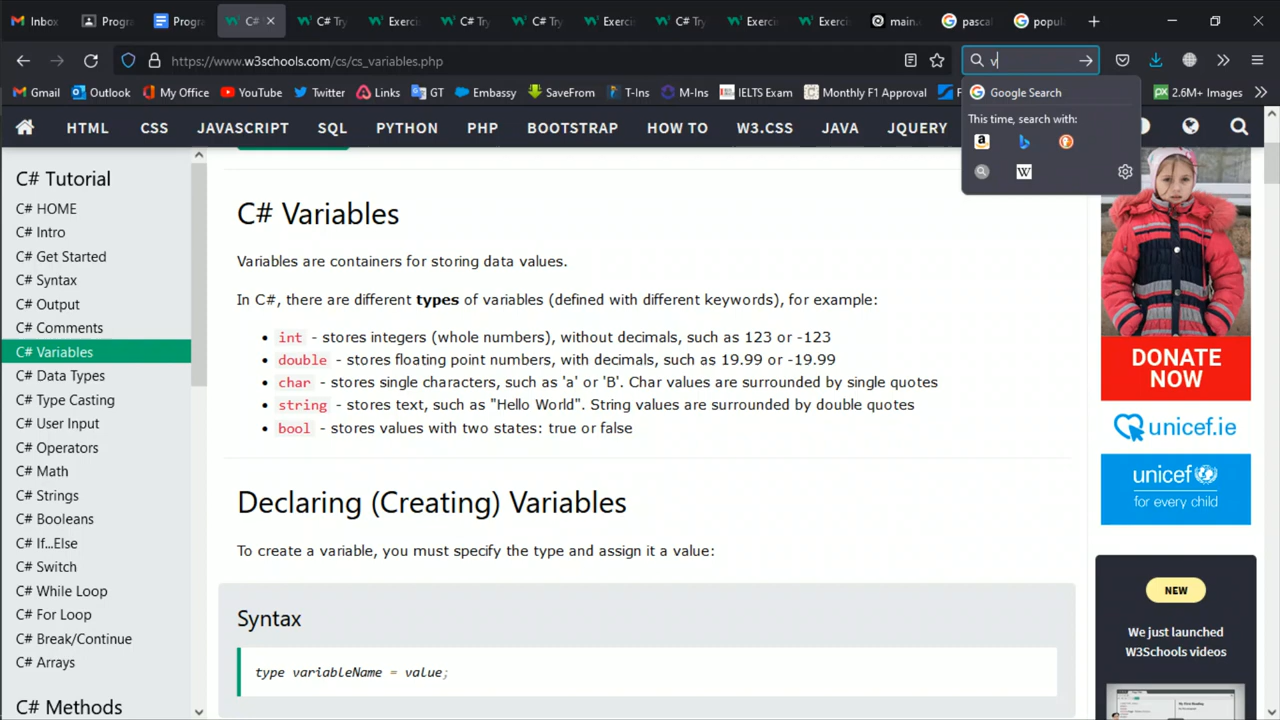 Inbox
Progra
Progr
C#
C# Try
Exerci
C# Try
C# Try
Exerci
C# Try
Exerci
Exerci
main.
pascal
popul
https://www.w3schools.com/cs/cs_variables.php
v
Gmail
Outlook
My Office
YouTube
Twitter
Links
GT
Embassy
SaveFrom
T-Ins
M-Ins
IELTS Exam
Monthly F1 Approval
F
2.6M+ Images
Google Search
This time, search with:
HTML
CSS
JAVASCRIPT
SQL
PYTHON
PHP
BOOTSTRAP
HOW TO
W3.CSS
JAVA
JQUERY
C# Tutorial
C# HOME
C# Intro
C# Get Started
C# Syntax
C# Output
C# Comments
C# Variables
C# Data Types
C# Type Casting
C# User Input
C# Operators
C# Math
C# Strings
C# Booleans
C# If...Else
C# Switch
C# While Loop
C# For Loop
C# Break/Continue
C# Arrays
C# Methods
C# Variables
Variables are containers for storing data values.
In C#, there are different types of variables (defined with different keywords), for example:
• int - stores integers (whole numbers), without decimals, such as 123 or -123
• double - stores floating point numbers, with decimals, such as 19.99 or -19.99
• char - stores single characters, such as 'a' or 'B'. Char values are surrounded by single quotes
• string - stores text, such as "Hello World". String values are surrounded by double quotes
• bool - stores values with two states: true or false
Declaring (Creating) Variables
To create a variable, you must specify the type and assign it a value:
Syntax
type variableName = value;
DONATE
NOW
unicef.ie
unicef
for every child
NEW
We just launched
W3Schools videos